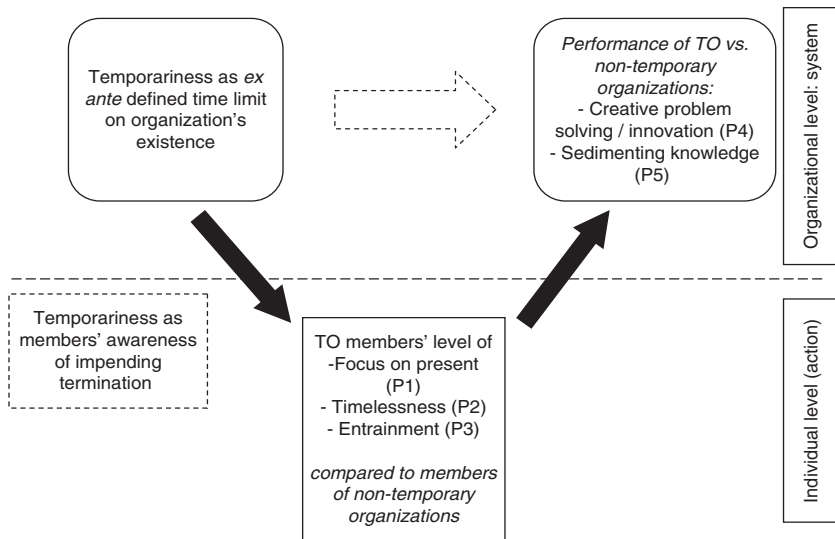 Temporariness as ex
ante defined time limit
on organization's
existence
Performance of TO vs.
non-temporary
organizations:
- Creative problem
solving / innovation (P4)
- Sedimenting knowledge
(P5)
Organizational level: system
Temporariness as
members' awareness
of impending
termination
TO members' level of
-Focus on present
(P1)
- Timelessness (P2)
- Entrainment (P3)
compared to members
of non-temporary
organizations
Individual level (action)